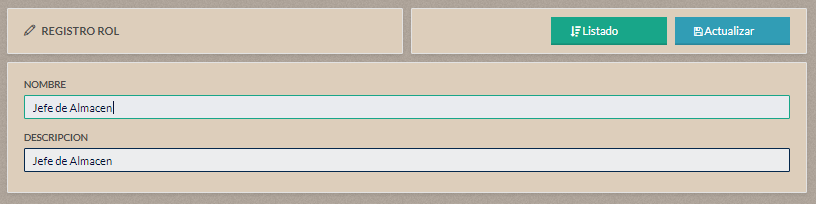 REGISTRO ROL
Listado
Actualizar
NOMBRE
Jefe de Almacen
DESCRIPCION
Jefe de Almacen